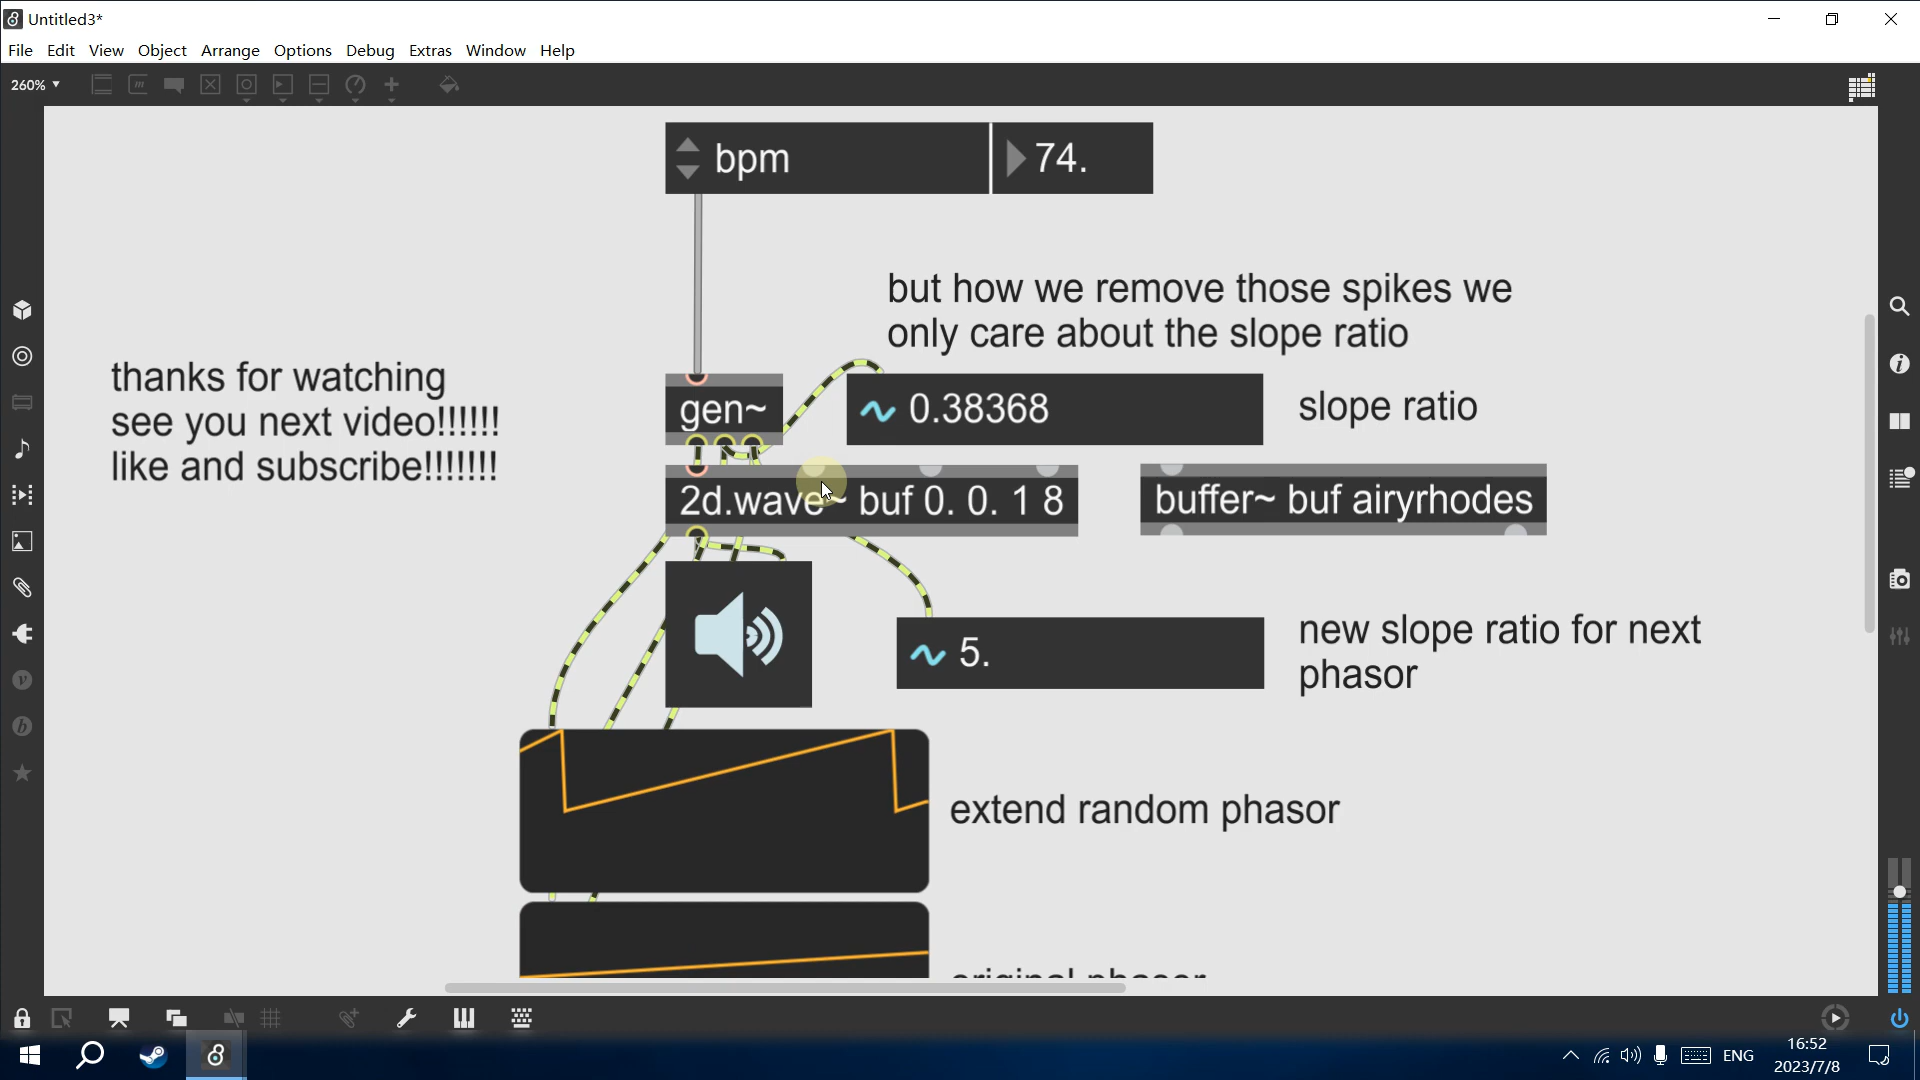 Untitled3*
File Edit View Object Arrange Options Debug Extras Window Help
260%
bpm 74.
but how we remove those spikes we
only care about the slope ratio
thanks for watching
see you next video!!!!!!
like and subscribe!!!!!!!
gen~
0.38368
slope ratio
2d.wave~ buf 0. 0. 1 8
buffer~ buf airyrhodes
5.
new slope ratio for next
phasor
extend random phasor
original phasor
ENG
16:52
2023/7/8